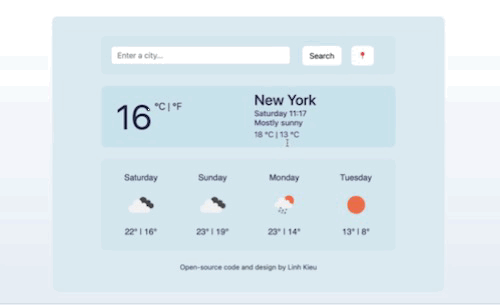 Enter a city...
Search
16 °C | °F
New York
Saturday 11:17
Mostly sunny
18 °C | 13 °C
Saturday Sunday Monday Tuesday
22° | 16° 23° | 19° 23° | 14° 13° | 8°
Open-source code and design by Linh Kieu